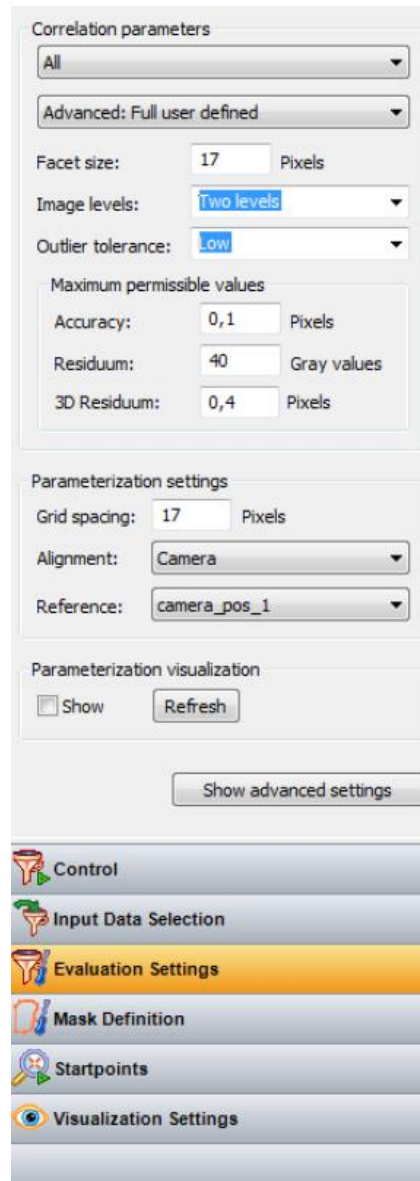 Correlation parameters
All
Advanced: Full user defined
Facet size: 17 Pixels
Image levels: Two levels
Outlier tolerance: Low
Maximum permissible values
Accuracy: 0,1 Pixels
Residuum: 40 Gray values
3D Residuum: 0,4 Pixels
Parameterization settings
Grid spacing: 17 Pixels
Alignment: Camera
Reference: camera_pos_1
Parameterization visualization
Show Refresh
Show advanced settings
Control
Input Data Selection
Evaluation Settings
Mask Definition
Startpoints
Visualization Settings